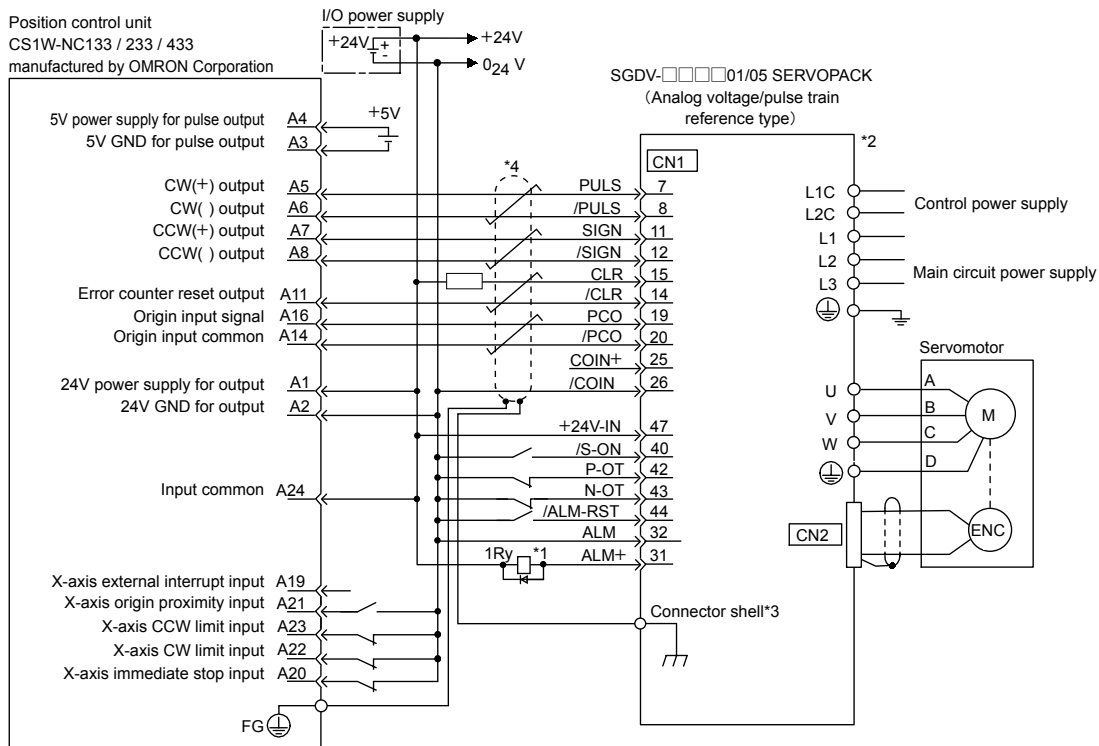 Position control unit
CS1W-NC133 / 233 / 433
manufactured by OMRON Corporation
I/O power supply
+24V
+
-
+24V
024 V
SGDV-□□□□01/05 SERVOPACK
(Analog voltage/pulse train
reference type)
5V power supply for pulse output A4
+5V
5V GND for pulse output A3
CN1
*2
*4
CW(+) output A5 PULS 7
CW( ) output A6 /PULS 8
CCW(+) output A7 SIGN 11
CCW( ) output A8 /SIGN 12
CLR 15
Error counter reset output A11 /CLR 14
Origin input signal A16 PCO 19
Origin input common A14 /PCO 20
COIN+ 25
24V power supply for output A1 /COIN 26
24V GND for output A2
+24V-IN 47
/S-ON 40
P-OT 42
Input common A24 N-OT 43
/ALM-RST 44
ALM 32
1Ry *1 ALM+ 31
X-axis external interrupt input A19
X-axis origin proximity input A21
X-axis CCW limit input A23
X-axis CW limit input A22
X-axis immediate stop input A20
FG
Connector shell*3
L1C
L2C
Control power supply
L1
L2
L3
Main circuit power supply
Servomotor
U A
V B
W C
D
M
CN2
ENC